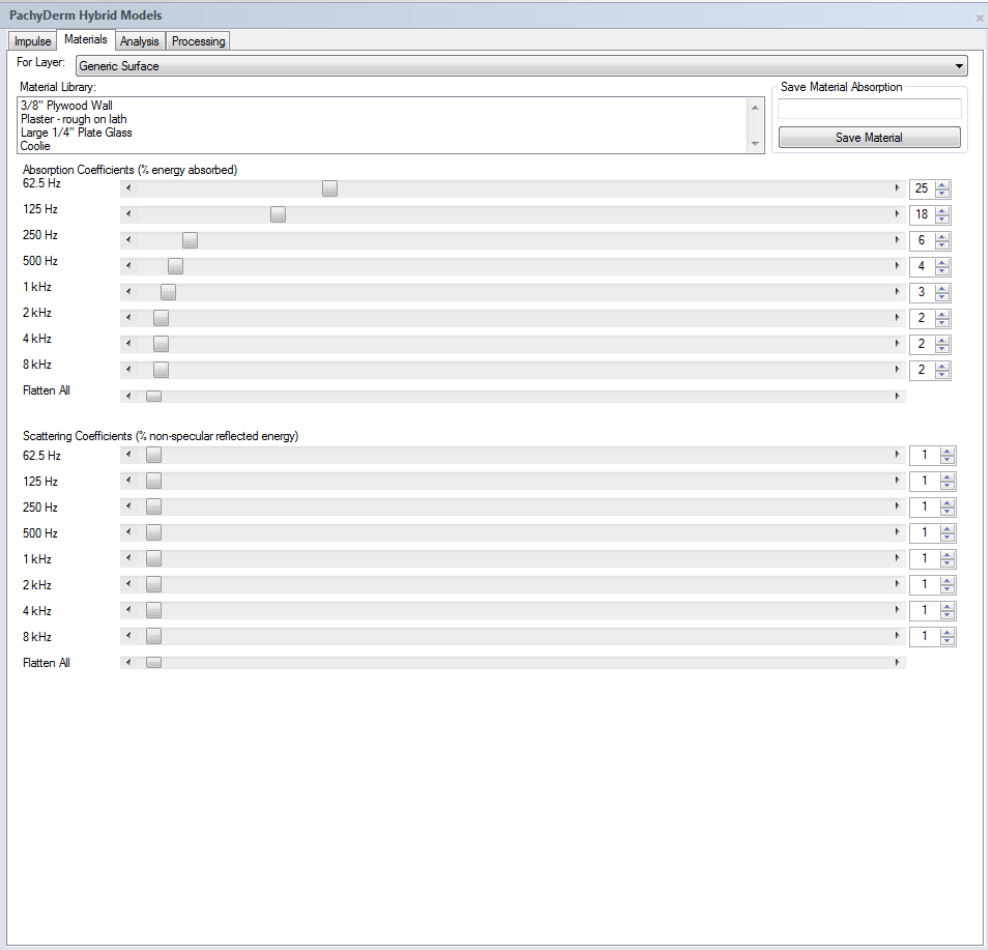 PachyDerm Hybrid Models
Impulse Materials Analysis Processing
For Layer: Generic Surface
Material Library:
3/8" Plywood Wall
Plaster - rough on lath
Large 1/4" Plate Glass
Coolie
Save Material Absorption
Save Material
Absorption Coefficients (% energy absorbed)
62.5 Hz 25
125 Hz 18
250 Hz 6
500 Hz 4
1 kHz 3
2 kHz 2
4 kHz 2
8 kHz 2
Flatten All
Scattering Coefficients (% non-specular reflected energy)
62.5 Hz 1
125 Hz 1
250 Hz 1
500 Hz 1
1 kHz 1
2 kHz 1
4 kHz 1
8 kHz 1
Flatten All